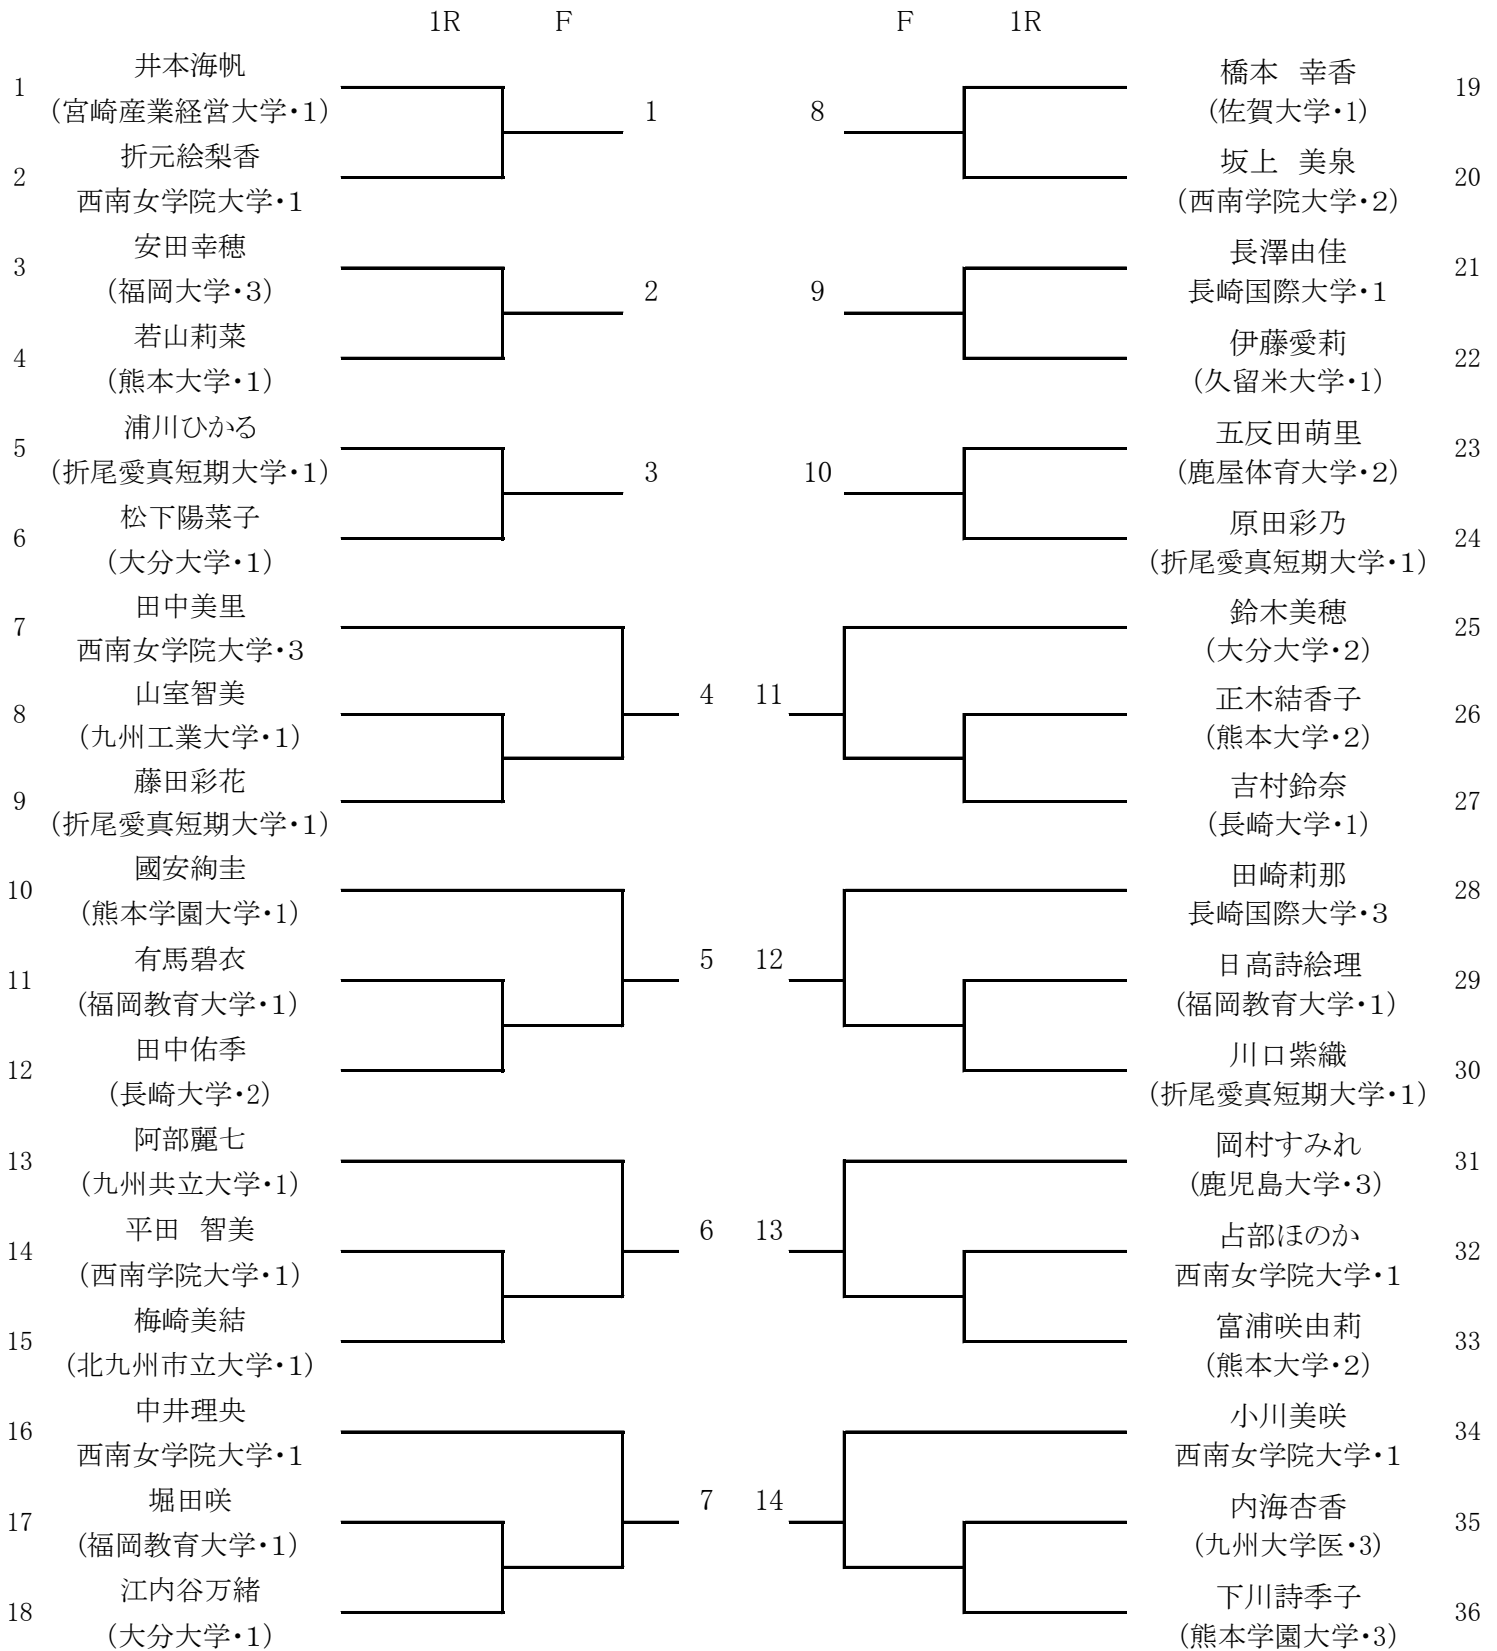 1R F
1
井本海帆
(宮崎産業経営大学・1)
2
折元絵梨香
西南女学院大学・1
1
3
安田幸穂
(福岡大学・3)
4
若山莉菜
(熊本大学・1)
2
5
浦川ひかる
(折尾愛真短期大学・1)
6
松下陽菜子
(大分大学・1)
3
7
田中美里
西南女学院大学・3
8
山室智美
(九州工業大学・1)
9
藤田彩花
(折尾愛真短期大学・1)
4
10
國安絢圭
(熊本学園大学・1)
11
有馬碧衣
(福岡教育大学・1)
12
田中佑季
(長崎大学・2)
5
13
阿部麗七
(九州共立大学・1)
14
平田 智美
(西南学院大学・1)
15
梅崎美結
(北九州市立大学・1)
6
16
中井理央
西南女学院大学・1
17
堀田咲
(福岡教育大学・1)
18
江内谷万緒
(大分大学・1)
7
F 1R
8
橋本 幸香
(佐賀大学・1)
19
坂上 美泉
(西南学院大学・2)
20
9
長澤由佳
長崎国際大学・1
21
伊藤愛莉
(久留米大学・1)
22
10
五反田萌里
(鹿屋体育大学・2)
23
原田彩乃
(折尾愛真短期大学・1)
24
11
鈴木美穂
(大分大学・2)
25
正木結香子
(熊本大学・2)
26
吉村鈴奈
(長崎大学・1)
27
12
田崎莉那
長崎国際大学・3
28
日高詩絵理
(福岡教育大学・1)
29
川口紫織
(折尾愛真短期大学・1)
30
13
岡村すみれ
(鹿児島大学・3)
31
占部ほのか
西南女学院大学・1
32
富浦咲由莉
(熊本大学・2)
33
14
小川美咲
西南女学院大学・1
34
内海杏香
(九州大学医・3)
35
下川詩季子
(熊本学園大学・3)
36